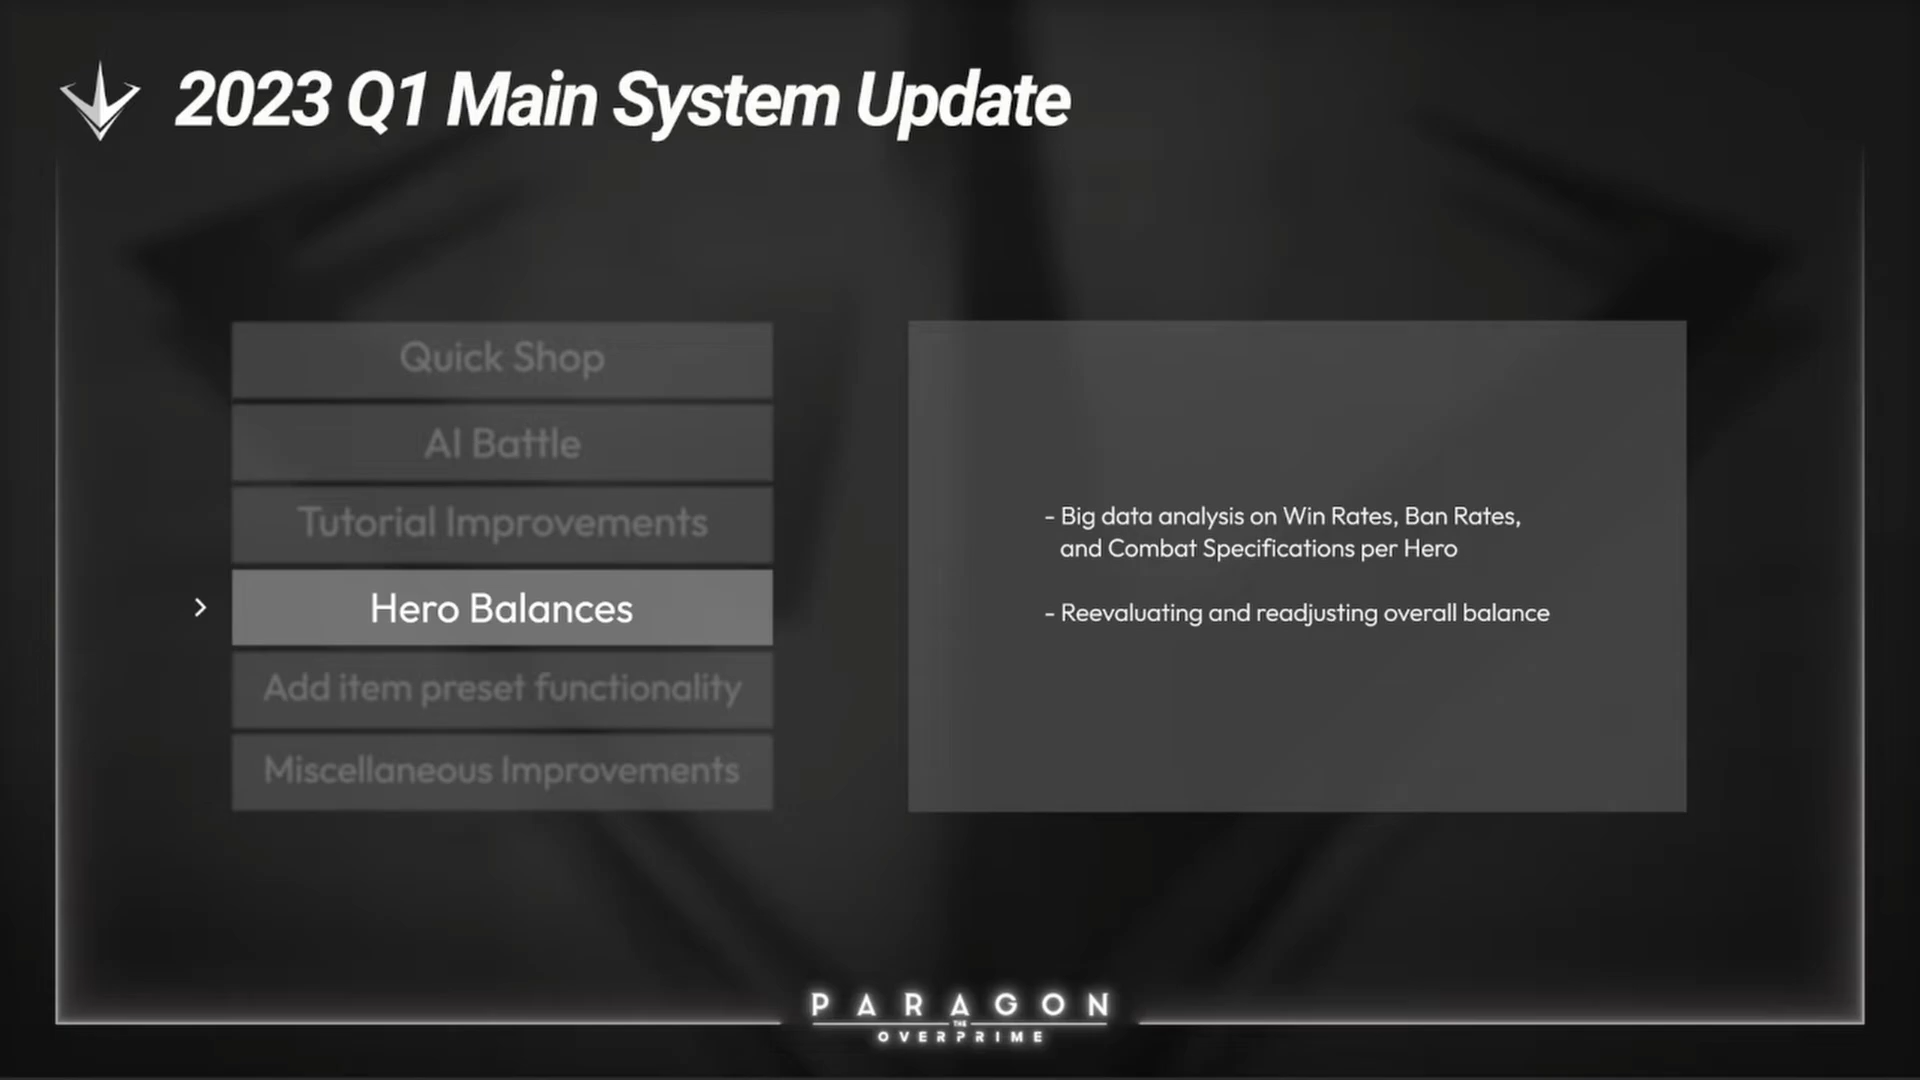 2023 Q1 Main System Update
Quick Shop
AI Battle
Tutorial Improvements
Hero Balances
Add item preset functionality
Miscellaneous Improvements
- Big data analysis on Win Rates, Ban Rates,
and Combat Specifications per Hero
- Reevaluating and readjusting overall balance
PARAGON
THE
OVERPRIME